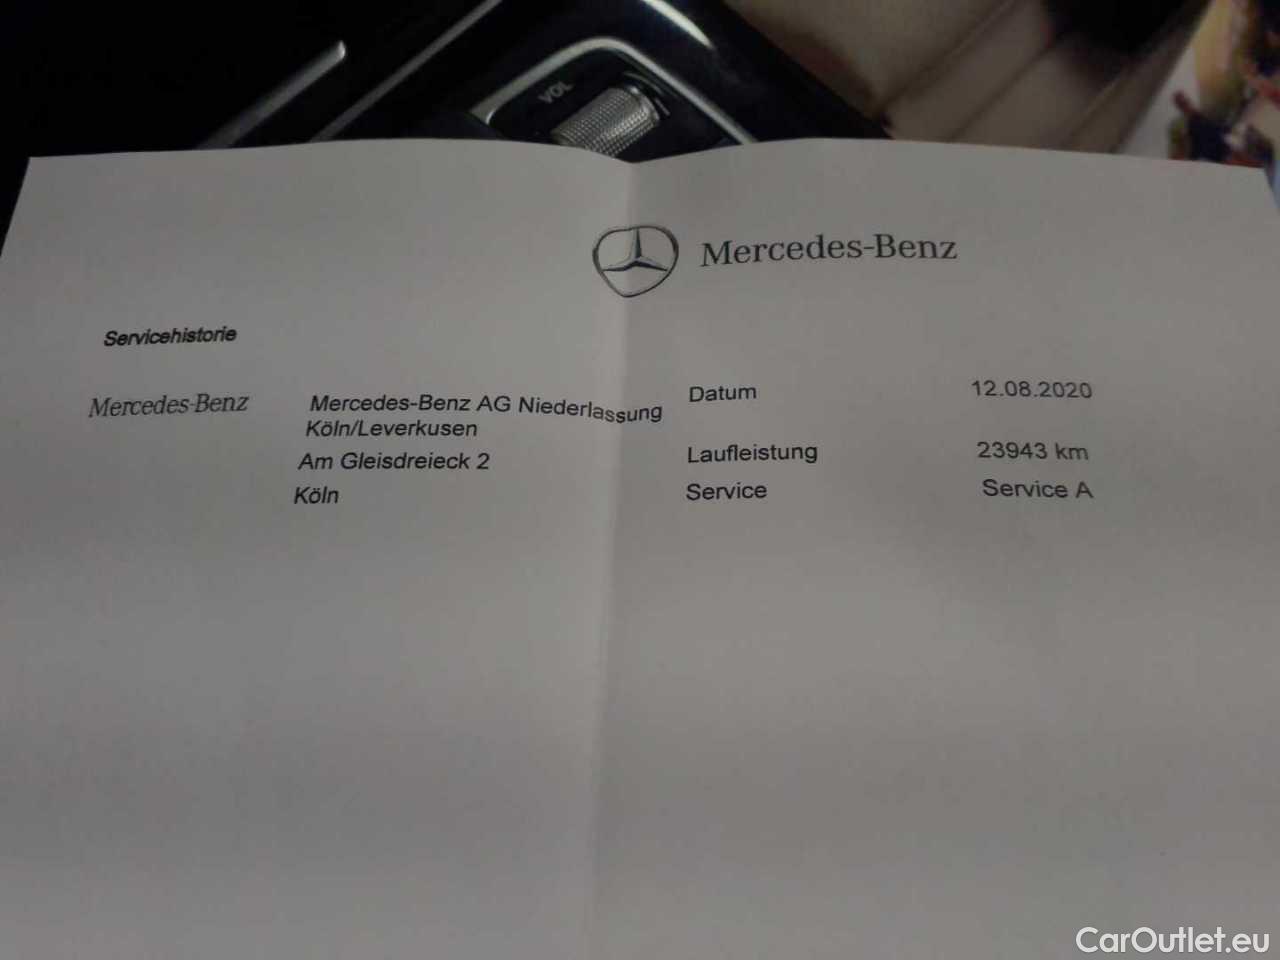 VOL
Mercedes-Benz
Servicehistorie
Mercedes-Benz
Mercedes-Benz AG Niederlassung
Köln/Leverkusen
Am Gleisdreieck 2
Köln
Datum 12.08.2020
Laufleistung 23943 km
Service Service A
CarOutlet.eu